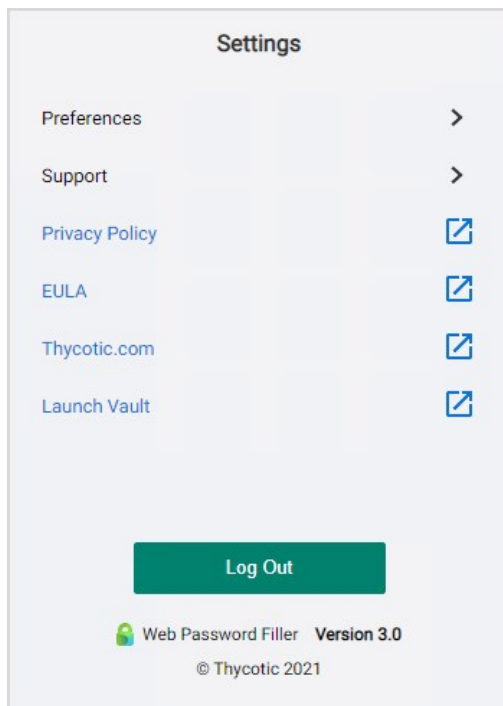 Settings
Preferences
Support
Privacy Policy
EULA
Thycotic.com
Launch Vault
Log Out
Web Password Filler Version 3.0
© Thycotic 2021